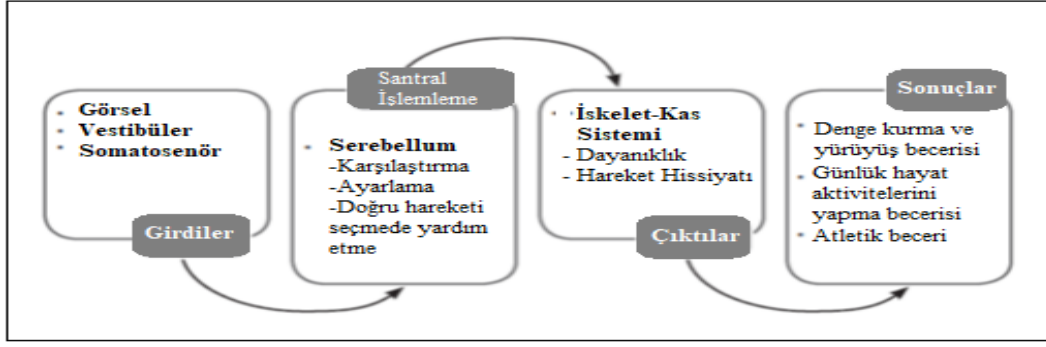 · Görsel
· Vestibüler
· Somatosenör
Girdiler
Santral
İşlemleme
· Serebellum
-Karşılaştırma
-Ayarlama
-Doğru hareketi
seçmede yardım
etme
· İskelet-Kas
Sistemi
- Dayanıklık
- Hareket Hissiyatı
Çıktılar
Sonuçlar
· Denge kurma ve
yürüyüş becerisi
· Günlük hayat
aktivitelerini
yapma becerisi
· Atletik beceri